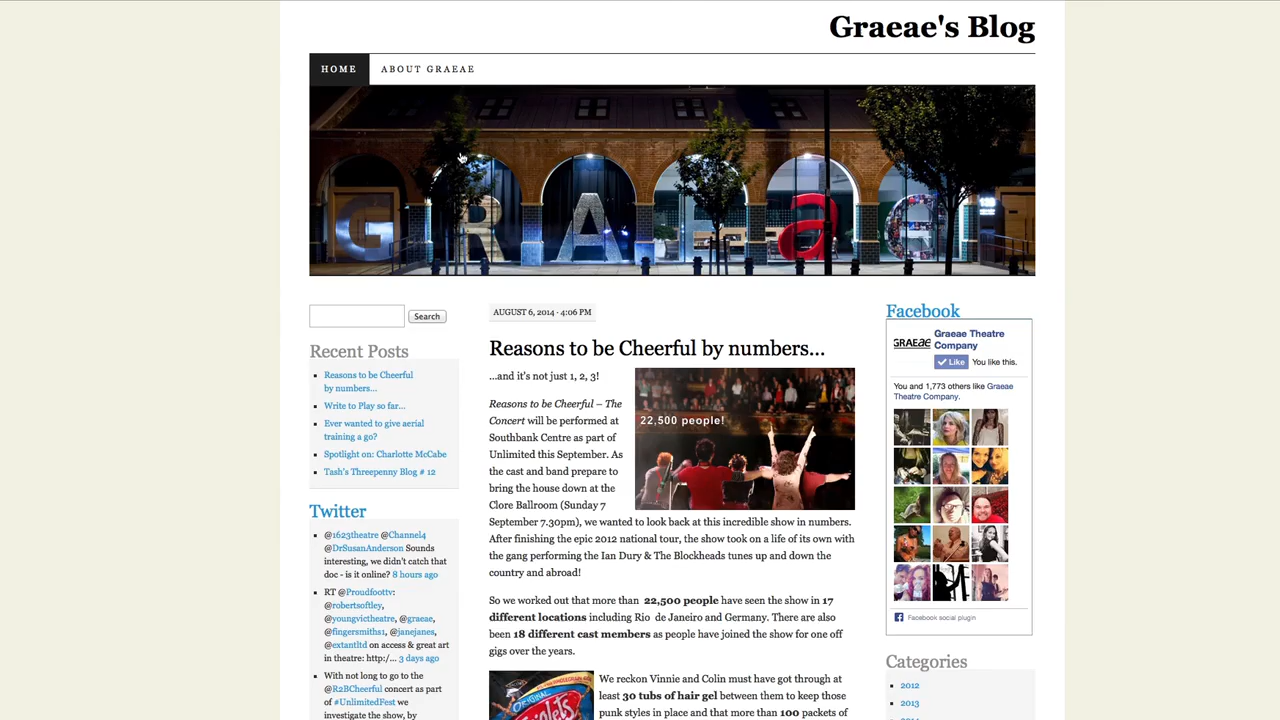 Graeae's Blog
HOME
ABOUT GRAEAE
GRAEae
Search
Recent Posts
Reasons to be Cheerful
by numbers…
Write to Play so far…
Ever wanted to give aerial
training a go?
Spotlight on: Charlotte McCabe
Tash's Threepenny Blog # 12
Twitter
@1623theatre @Channel4
@DrSusanAnderson Sounds
interesting, we didn't catch that
doc - is it online? 8 hours ago
RT @Proudfoottv:
@robertsoftley,
@youngvictheatre, @graeae,
@fingersmiths1, @janejanes,
@extantltd on access & great art
in theatre: http:/… 3 days ago
With not long to go to the
@R2BCheerful concert as part
of #UnlimitedFest we
investigate the show, by
AUGUST 6, 2014 · 4:06 PM
Reasons to be Cheerful by numbers…
…and it's not just 1, 2, 3!
Reasons to be Cheerful – The
Concert will be performed at
Southbank Centre as part of
Unlimited this September. As
the cast and band prepare to
bring the house down at the
Clore Ballroom (Sunday 7
September 7.30pm), we wanted to look back at this incredible show in numbers.
After finishing the epic 2012 national tour, the show took on a life of its own with
the gang performing the Ian Dury & The Blockheads tunes up and down the
country and abroad!
22,500 people!
So we worked out that more than 22,500 people have seen the show in 17
different locations including Rio de Janeiro and Germany. There are also
been 18 different cast members as people have joined the show for one off
gigs over the years.
ORIGINAL
We reckon Vinnie and Colin must have got through at
least 30 tubs of hair gel between them to keep those
punk styles in place and that more than 100 packets of
Facebook
GRAEae
Graeae Theatre
Company
Like You like this.
You and 1,773 others like Graeae
Theatre Company.
Facebook social plugin
Categories
2012
2013